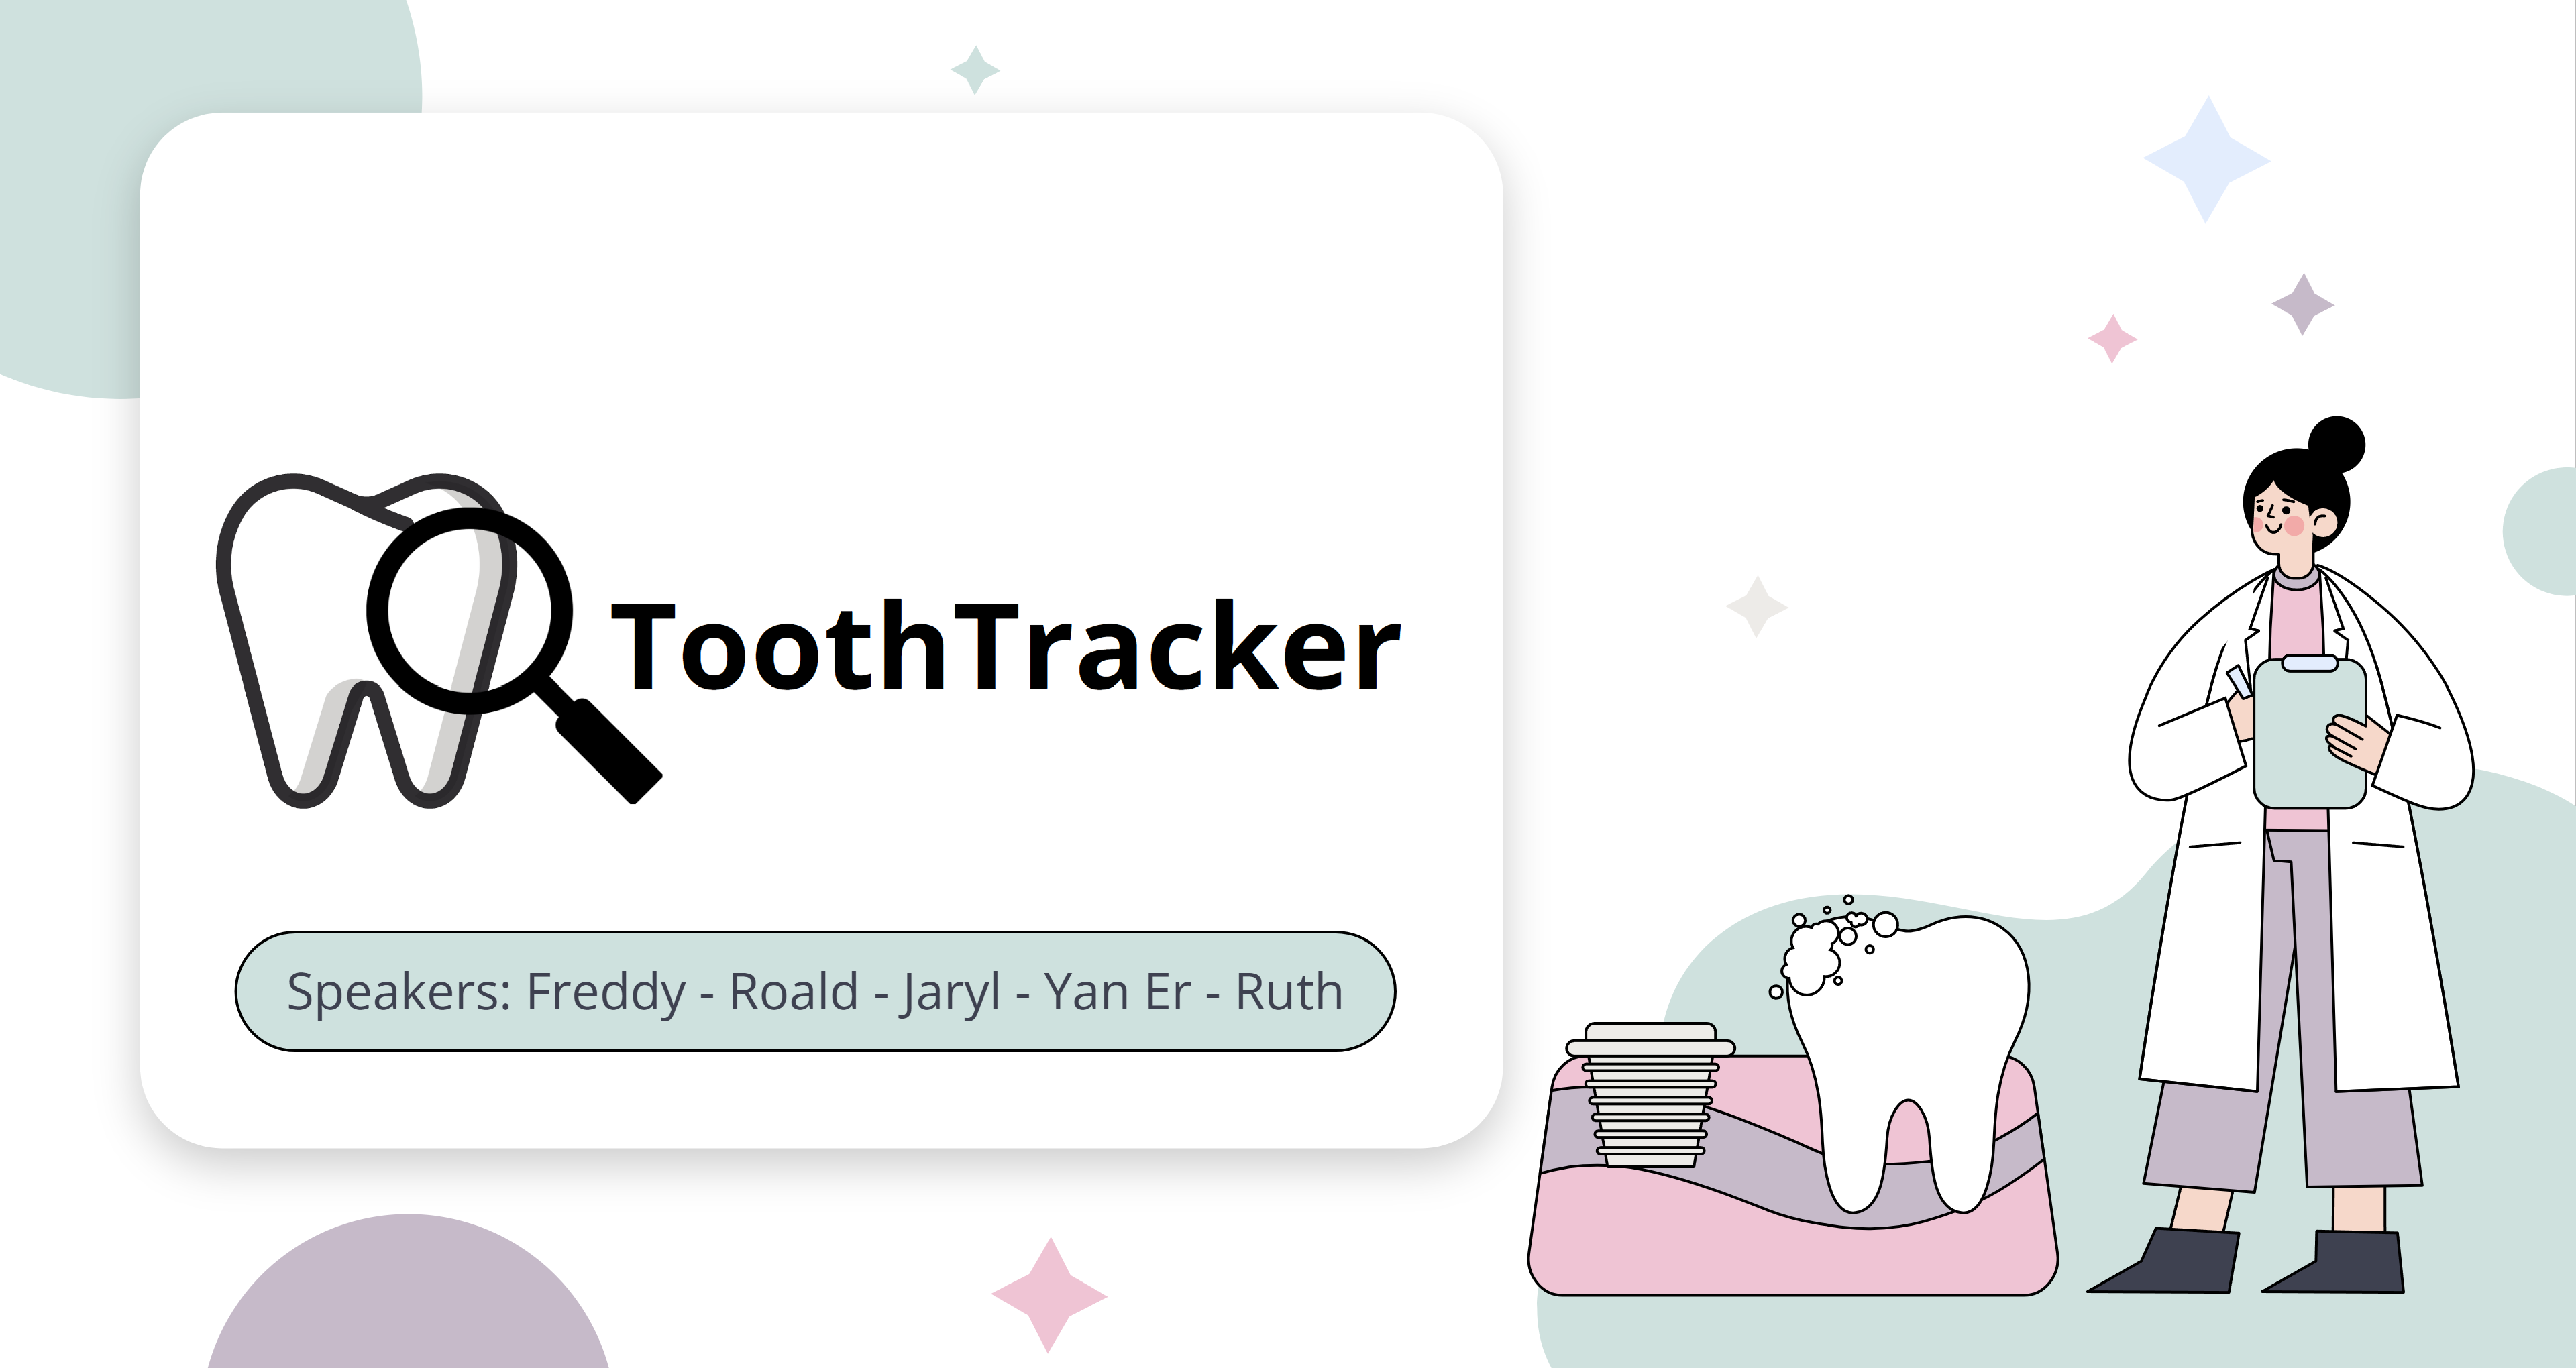 ToothTracker
Speakers: Freddy - Roald - Jaryl - Yan Er - Ruth